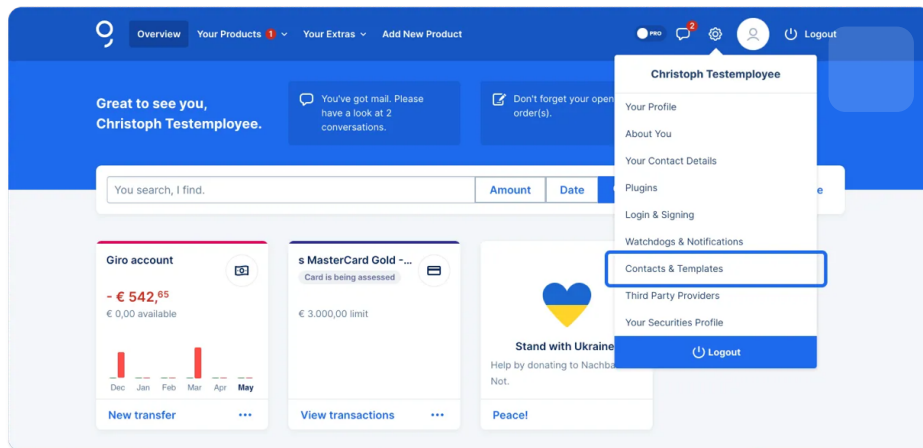 Overview Your Products 1 Your Extras Add New Product PRO 2 Logout
Great to see you,
Christoph Testemployee.
You've got mail. Please
have a look at 2
conversations.
Don't forget your open
order(s).
You search, I find.
Amount Date
Giro account
- € 542,65
€ 0,00 available
Dec Jan Feb Mar Apr May
New transfer
s MasterCard Gold -...
Card is being assessed
€ 3.000,00 limit
View transactions
Stand with Ukraine
Help by donating to
Not.
Peace!
Christoph Testemployee
Your Profile
About You
Your Contact Details
Plugins
Login & Signing
Watchdogs & Notifications
Contacts & Templates
Third Party Providers
Your Securities Profile
Logout